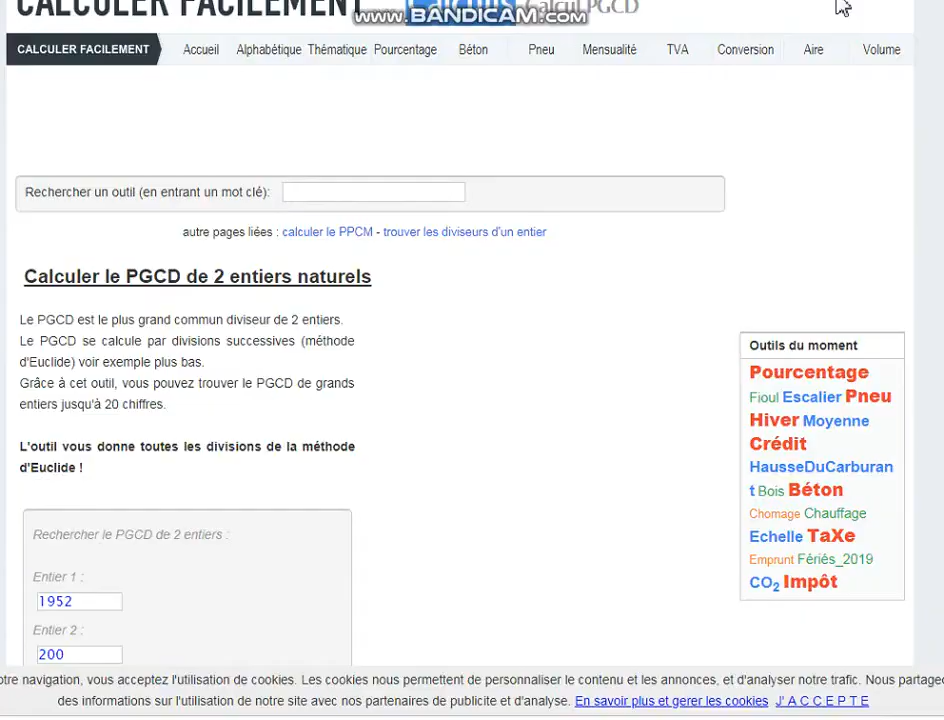 CALCULER FACILEMENT
www.BANDICAM.com
Calcul PGCD
CALCULER FACILEMENT Accueil Alphabétique Thématique Pourcentage Béton Pneu Mensualité TVA Conversion Aire Volume
Rechercher un outil (en entrant un mot clé):
autre pages liées : calculer le PPCM - trouver les diviseurs d'un entier
Calculer le PGCD de 2 entiers naturels
Le PGCD est le plus grand commun diviseur de 2 entiers.
Le PGCD se calcule par divisions successives (méthode
d'Euclide) voir exemple plus bas.
Grâce à cet outil, vous pouvez trouver le PGCD de grands
entiers jusqu'à 20 chiffres.
L'outil vous donne toutes les divisions de la méthode
d'Euclide !
Rechercher le PGCD de 2 entiers :
Entier 1 :
1952
Entier 2 :
200
Outils du moment
Pourcentage
Fioul Escalier Pneu
Hiver Moyenne
Crédit
HausseDuCarburan
t Bois Béton
Chomage Chauffage
Echelle TaXe
Emprunt Fériés_2019
CO2 Impôt
otre navigation, vous acceptez l'utilisation de cookies. Les cookies nous permettent de personnaliser le contenu et les annonces, et d'analyser notre trafic. Nous partage
des informations sur l'utilisation de notre site avec nos partenaires de publicite et d'analyse. En savoir plus et gerer les cookies J' A C C E P T E